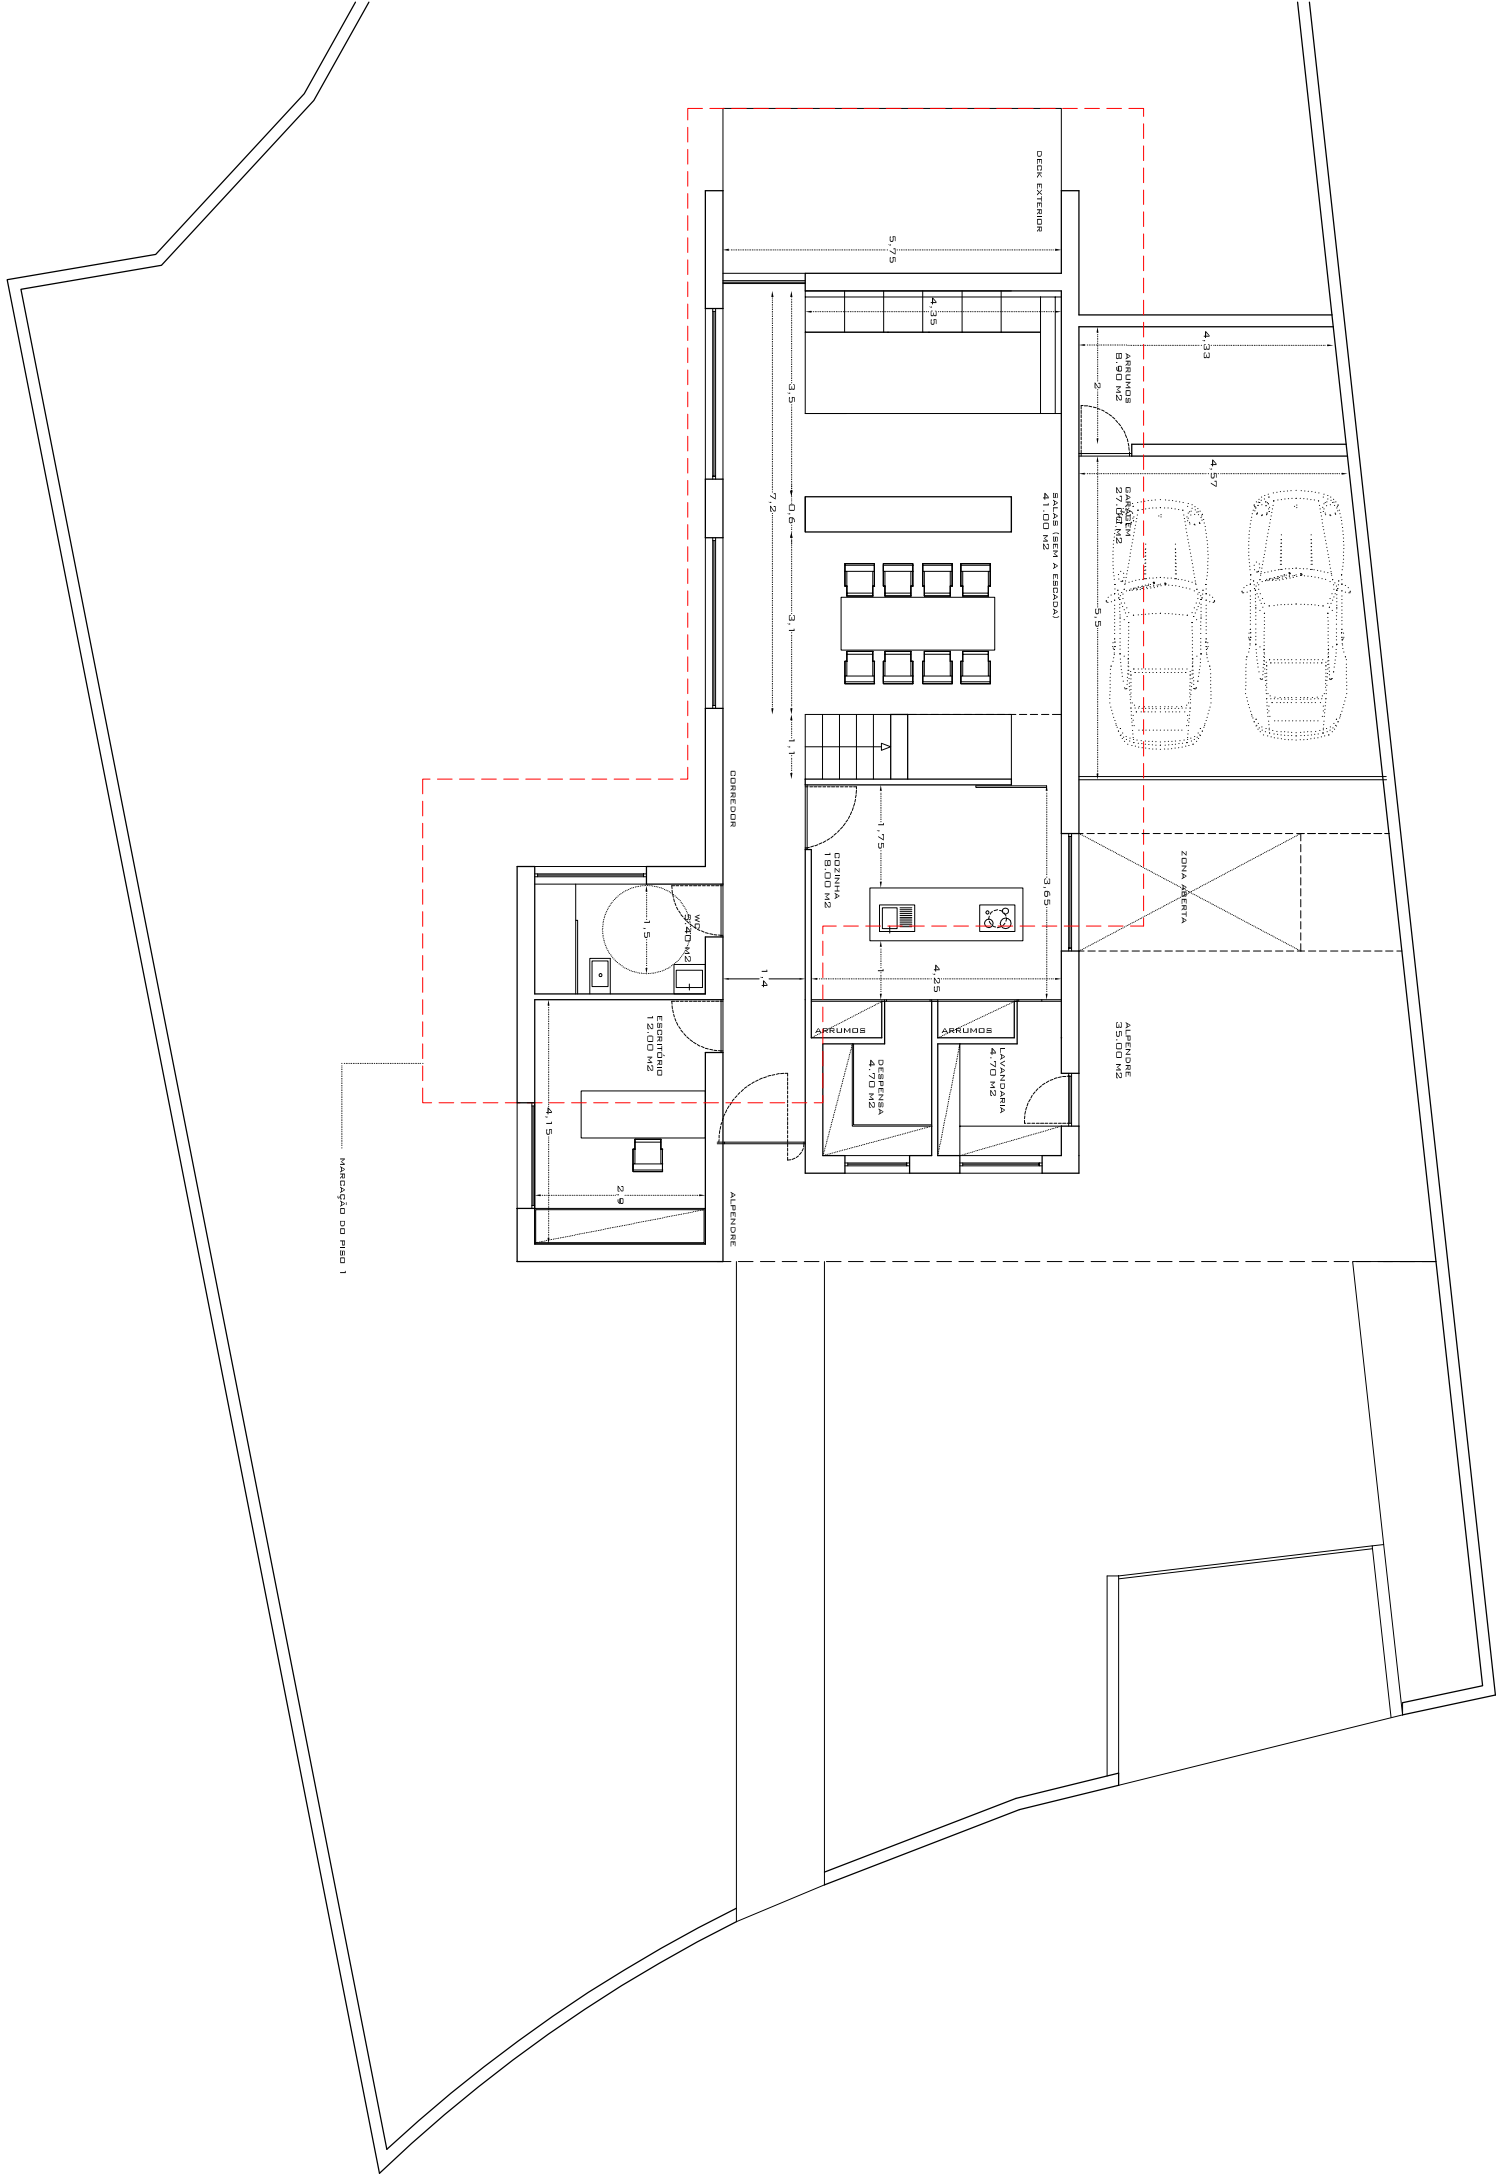 DECK EXTERIOR
5,75
4,35
4,33
ARRUMOS
8.90 M2
2
3,5
7,2
0,6
4,57
GARAGEM
27.00 M2
SALAS (SEM A ESCADA)
41.00 M2
3,1
5,5
1,1
CORREDOR
1,75
COZINHA
18.00 M2
3,65
ZONA ABERTA
WC
1,5
1,4
1
4,25
ESCRITÓRIO
12.00 M2
ARRUMOS
ARRUMOS
ALPENDRE
35.00 M2
DESPENSA
4.70 M2
LAVANDARIA
4.70 M2
4,15
2,9
ALPENDRE
MARCAÇÃO DO PISO 1